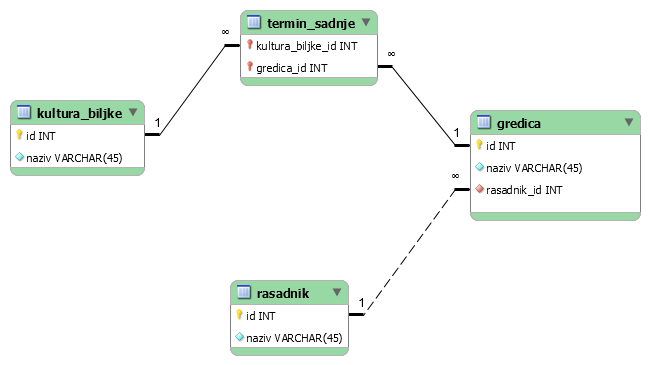 termin_sadnje
kultura_biljke_id INT
gredica_id INT
∞
∞
kultura_biljke
id INT
naziv VARCHAR(45)
1
gredica
id INT
naziv VARCHAR(45)
rasadnik_id INT
1
∞
rasadnik
id INT
naziv VARCHAR(45)
1